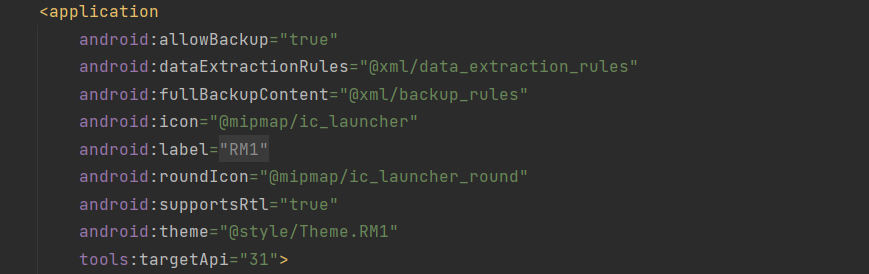 <application
android:allowBackup="true"
android:dataExtractionRules="@xml/data_extraction_rules"
android:fullBackupContent="@xml/backup_rules"
android:icon="@mipmap/ic_launcher"
android:label="RM1"
android:roundIcon="@mipmap/ic_launcher_round"
android:supportsRtl="true"
android:theme="@style/Theme.RM1"
tools:targetApi="31">